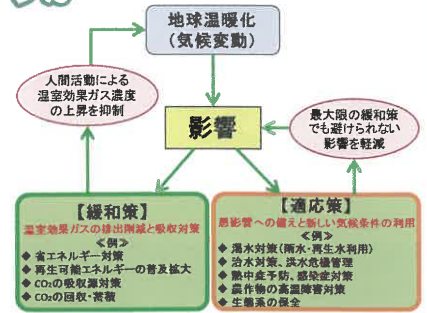 地球温暖化
（気候変動）
人間活動による
温室効果ガス濃度
の上昇を抑制
影響
最大限の緩和策
でも避けられない
影響を軽減
【緩和策】
温室効果ガスの排出削減と吸収対策
≪例≫
◆ 省エネルギー対策
◆ 再生可能エネルギーの普及拡大
◆ CO₂の吸収源対策
◆ CO₂の回収・蓄積
【適応策】
悪影響への備えと新しい気候条件の利用
≪例≫
◆ 渇水対策（雨水・再生水利用）
◆ 治水対策、洪水危機管理
◆ 熱中症予防、感染症対策
◆ 農作物の高温障害対策
◆ 生態系の保全